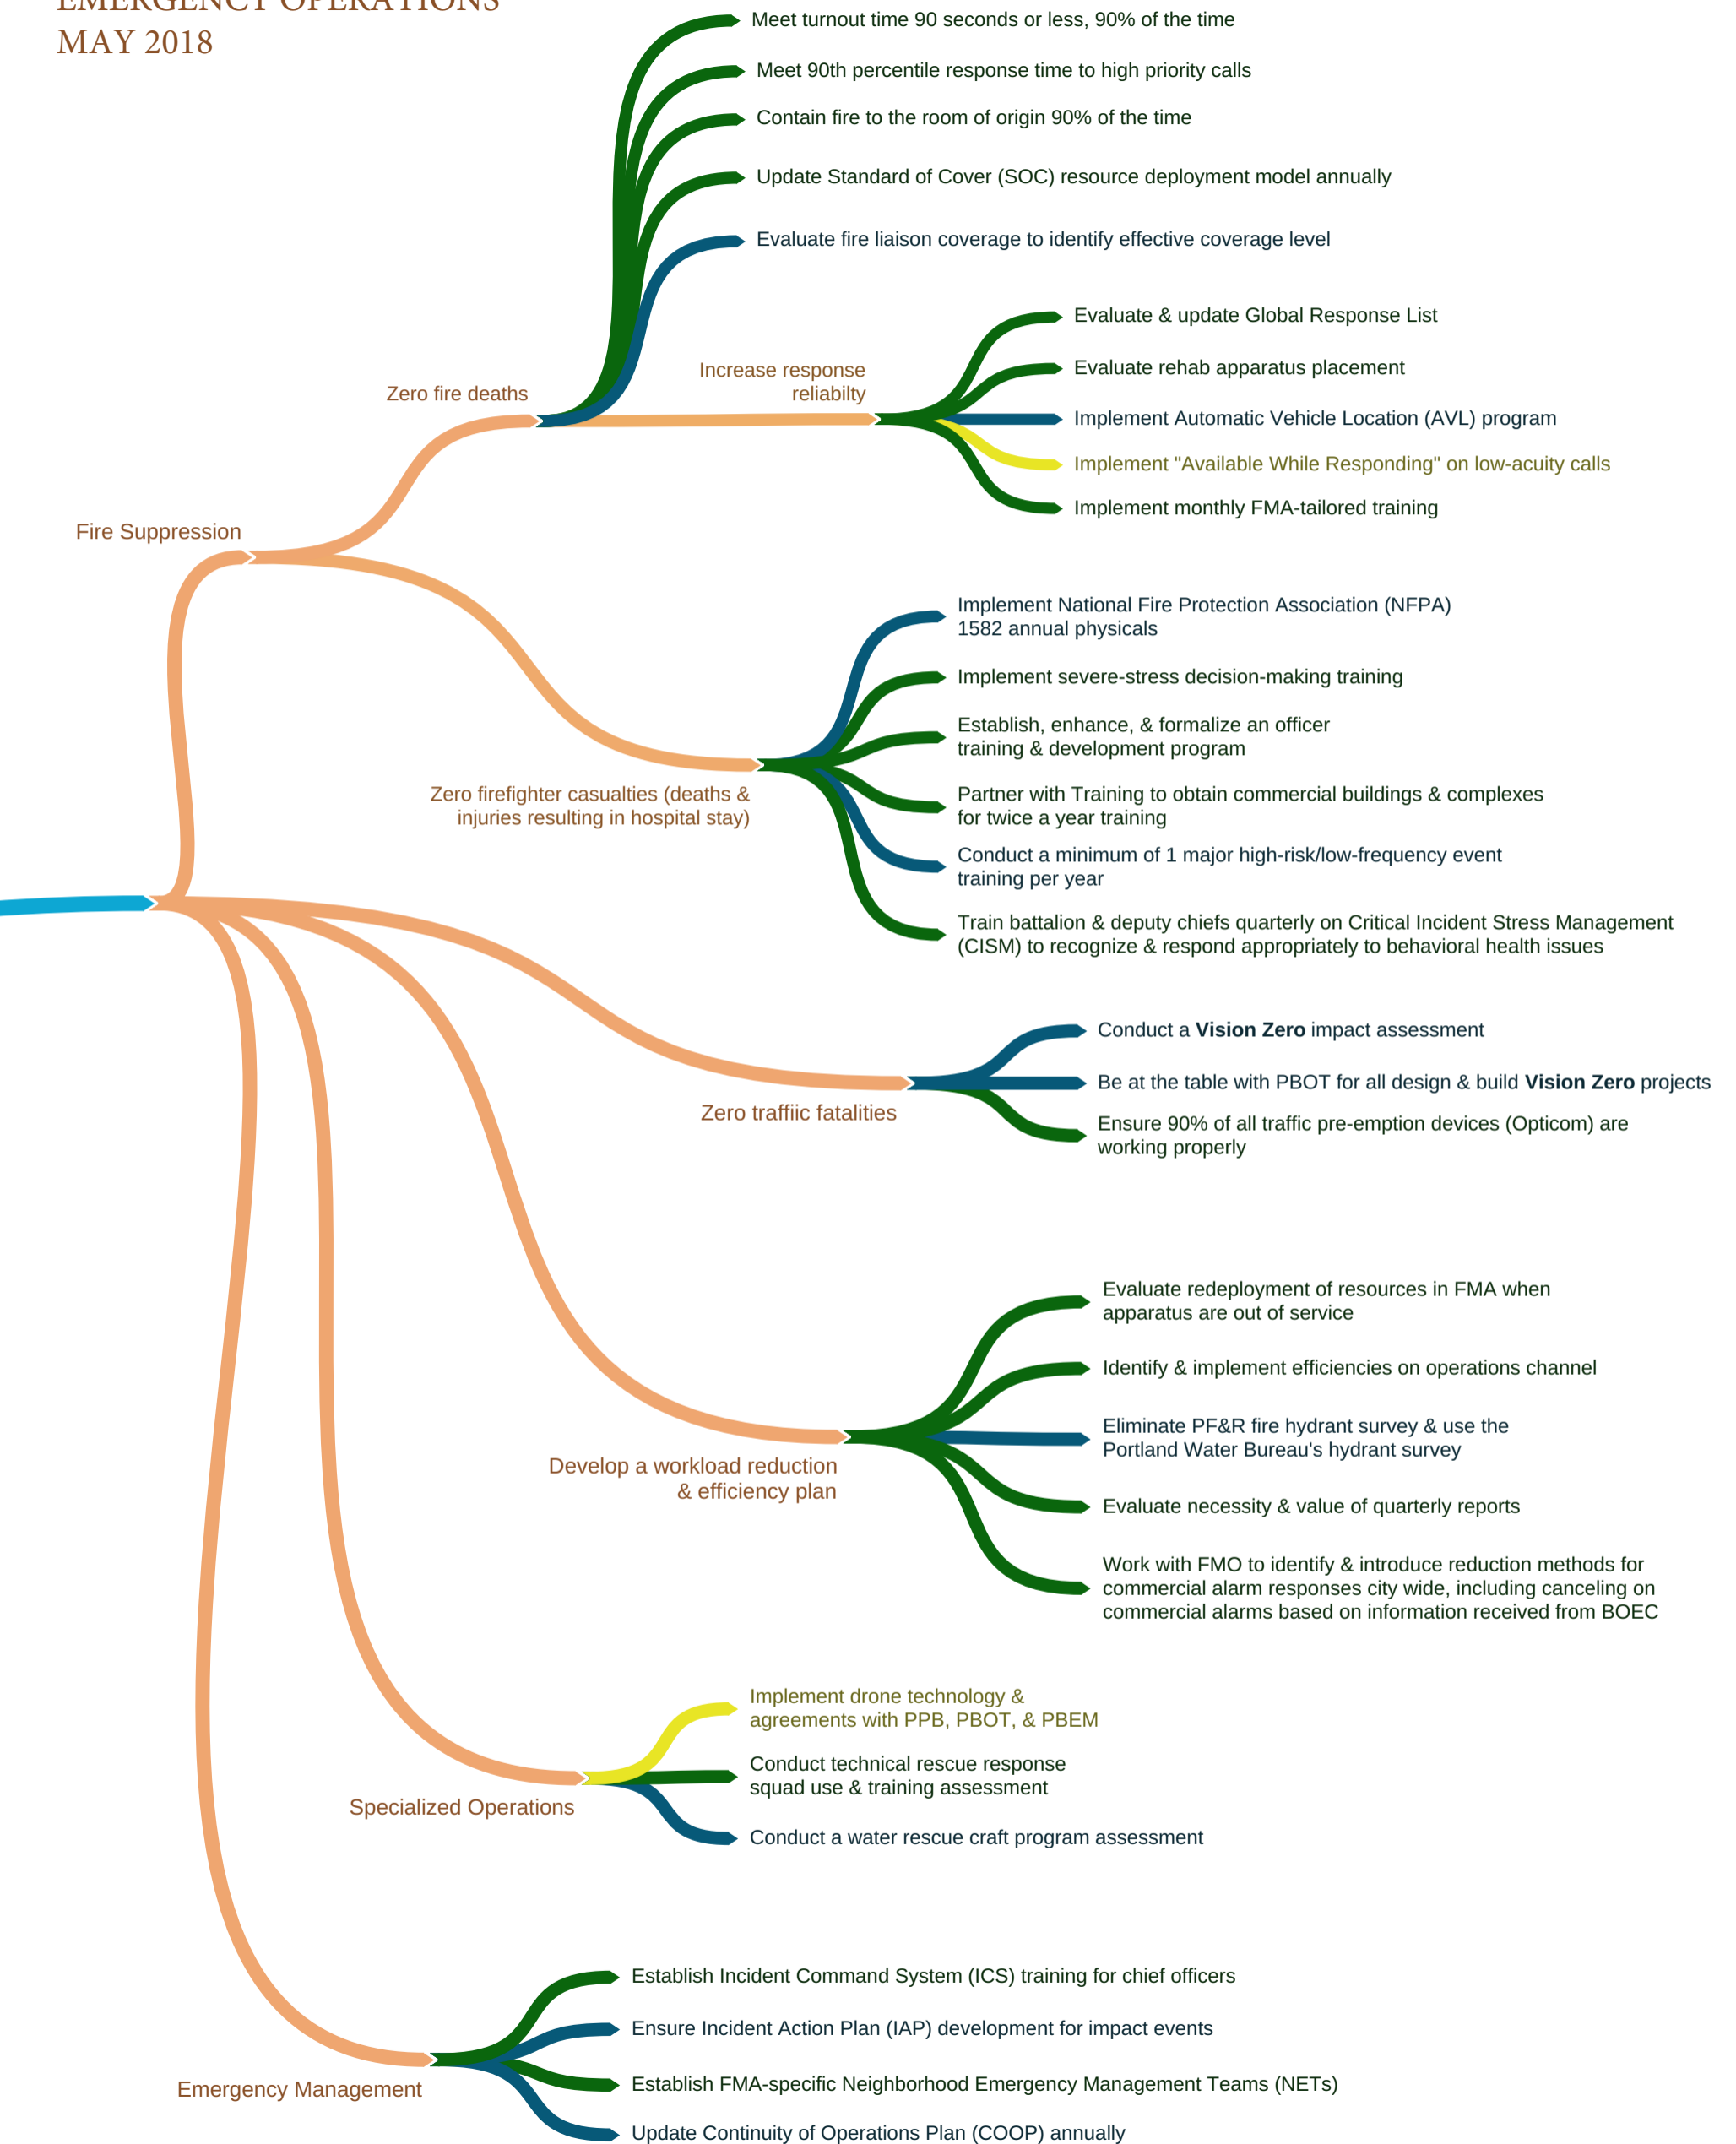 EMERGENCY OPERATIONS
MAY 2018
Meet turnout time 90 seconds or less, 90% of the time
Meet 90th percentile response time to high priority calls
Contain fire to the room of origin 90% of the time
Update Standard of Cover (SOC) resource deployment model annually
Evaluate fire liaison coverage to identify effective coverage level
Zero fire deaths
Increase response
reliabilty
Evaluate & update Global Response List
Evaluate rehab apparatus placement
Implement Automatic Vehicle Location (AVL) program
Implement "Available While Responding" on low-acuity calls
Implement monthly FMA-tailored training
Fire Suppression
Implement National Fire Protection Association (NFPA)
1582 annual physicals
Implement severe-stress decision-making training
Establish, enhance, & formalize an officer
training & development program
Zero firefighter casualties (deaths &
injuries resulting in hospital stay)
Partner with Training to obtain commercial buildings & complexes
for twice a year training
Conduct a minimum of 1 major high-risk/low-frequency event
training per year
Train battalion & deputy chiefs quarterly on Critical Incident Stress Management
(CISM) to recognize & respond appropriately to behavioral health issues
Conduct a Vision Zero impact assessment
Be at the table with PBOT for all design & build Vision Zero projects
Zero traffiic fatalities
Ensure 90% of all traffic pre-emption devices (Opticom) are
working properly
Evaluate redeployment of resources in FMA when
apparatus are out of service
Identify & implement efficiencies on operations channel
Eliminate PF&R fire hydrant survey & use the
Portland Water Bureau's hydrant survey
Develop a workload reduction
& efficiency plan
Evaluate necessity & value of quarterly reports
Work with FMO to identify & introduce reduction methods for
commercial alarm responses city wide, including canceling on
commercial alarms based on information received from BOEC
Implement drone technology &
agreements with PPB, PBOT, & PBEM
Conduct technical rescue response
squad use & training assessment
Specialized Operations
Conduct a water rescue craft program assessment
Establish Incident Command System (ICS) training for chief officers
Ensure Incident Action Plan (IAP) development for impact events
Emergency Management
Establish FMA-specific Neighborhood Emergency Management Teams (NETs)
Update Continuity of Operations Plan (COOP) annually